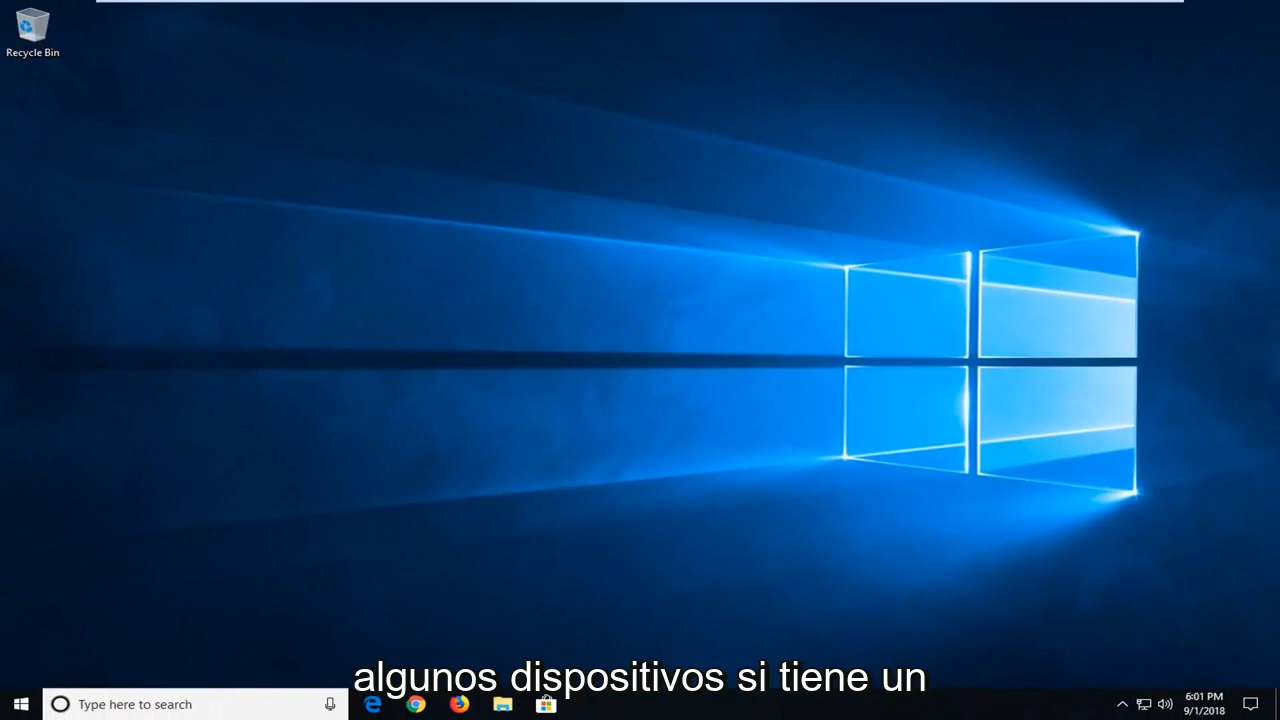 Recycle Bin
algunos dispositivos si tiene un
Type here to search
6:01 PM
9/1/2018